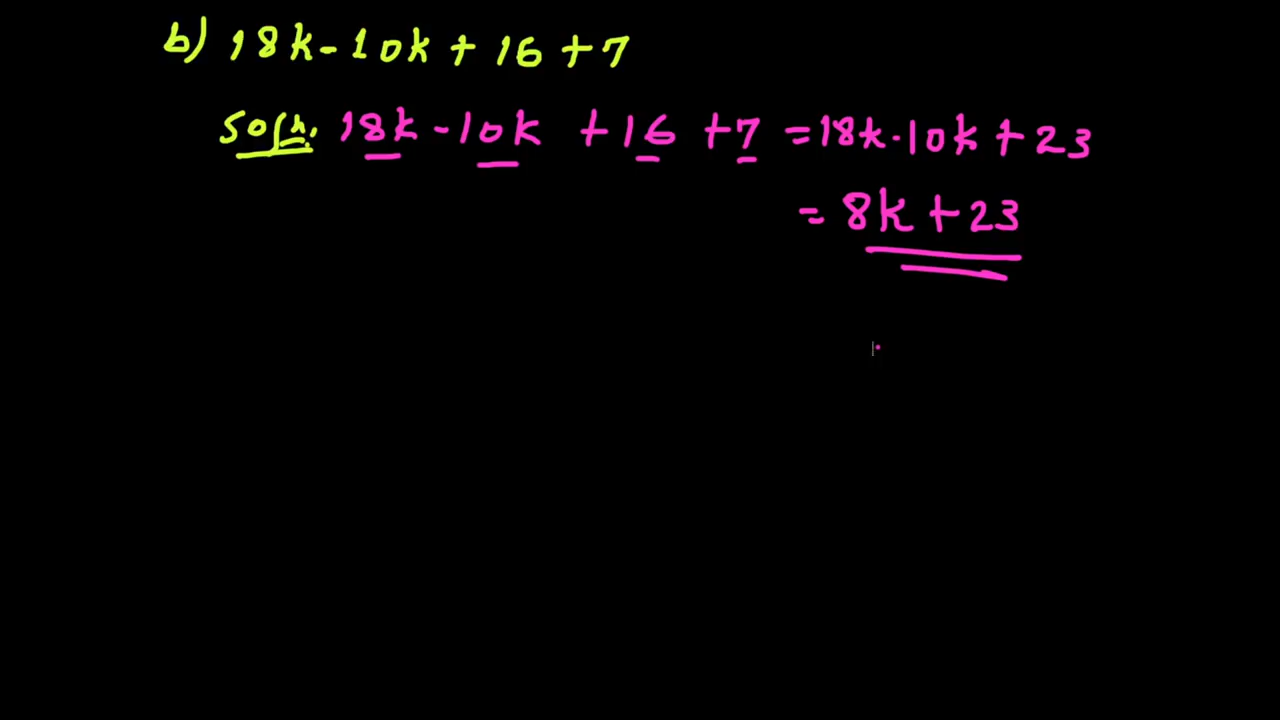 b) 18k - 10k + 16 + 7
Soln. 18k - 10k + 16 + 7 = 18k - 10k + 23
= 8k + 23